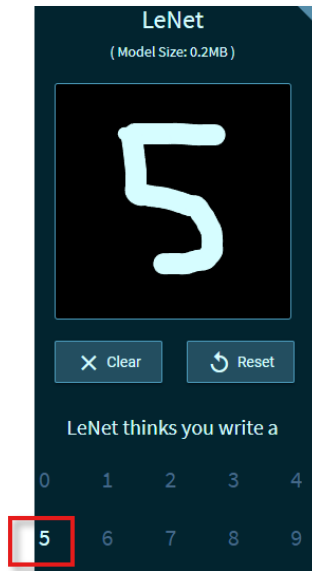 LeNet
( Model Size: 0.2MB )
5
Clear Reset
LeNet thinks you write a
0 1 2 3 4
5 6 7 8 9